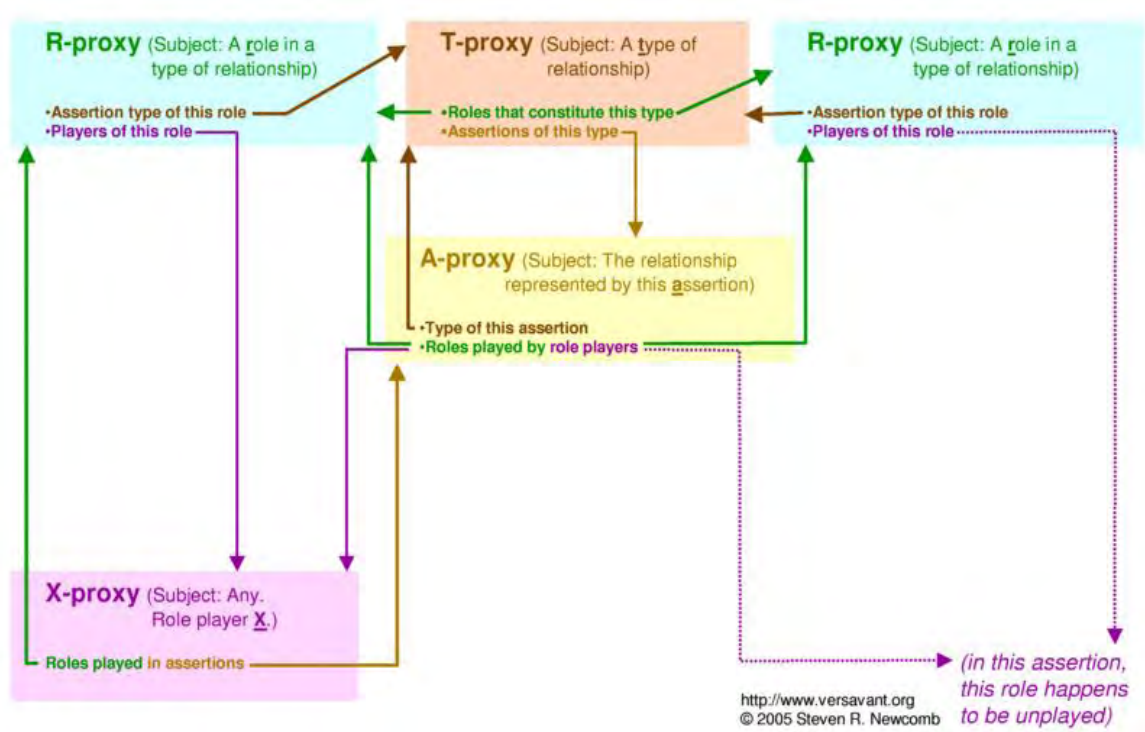 R-proxy (Subject: A role in a
type of relationship)
•Assertion type of this role
•Players of this role
T-proxy (Subject: A type of
relationship)
•Roles that constitute this type
•Assertions of this type
R-proxy (Subject: A role in a
type of relationship)
•Assertion type of this role
•Players of this role
A-proxy (Subject: The relationship
represented by this assertion)
•Type of this assertion
•Roles played by role players
X-proxy (Subject: Any.
Role player X.)
Roles played in assertions
(in this assertion,
this role happens
to be unplayed)
http://www.versavant.org
© 2005 Steven R. Newcomb